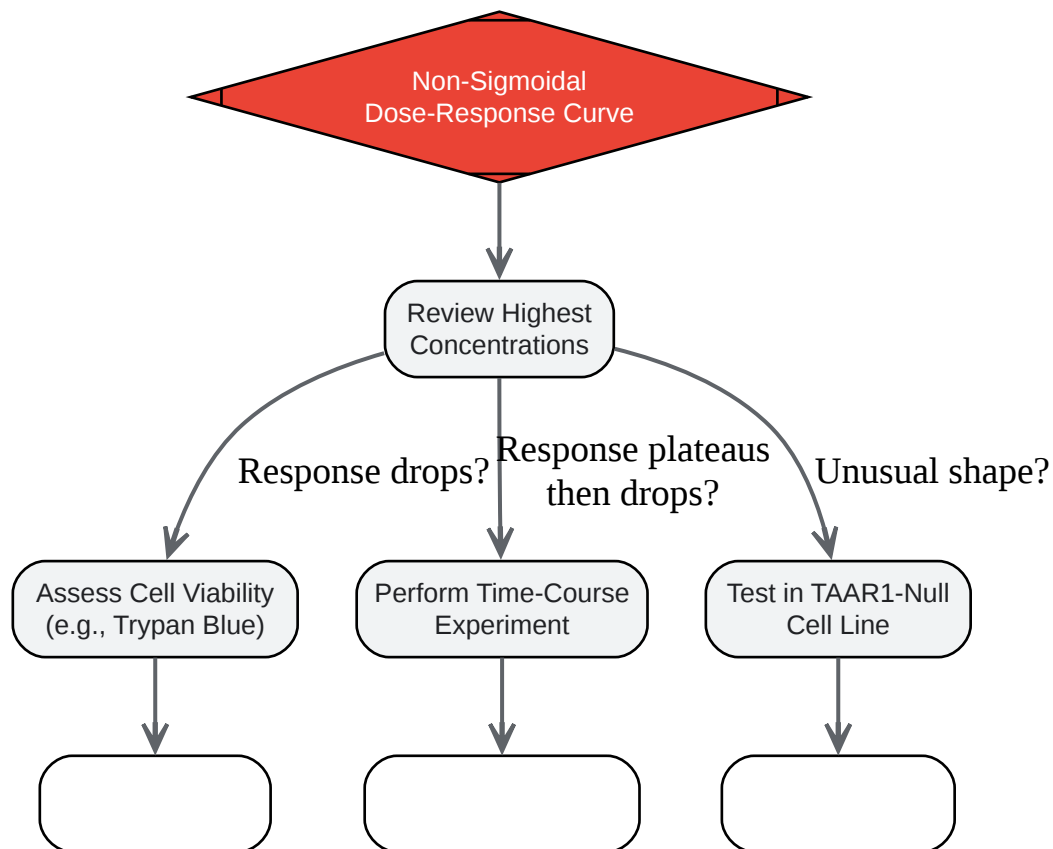 Non-Sigmoidal
Dose-Response Curve
Review Highest
Concentrations
Response drops?
Response plateaus
then drops?
Unusual shape?
Assess Cell Viability
(e.g., Trypan Blue)
Perform Time-Course
Experiment
Test in TAAR1-Null
Cell Line